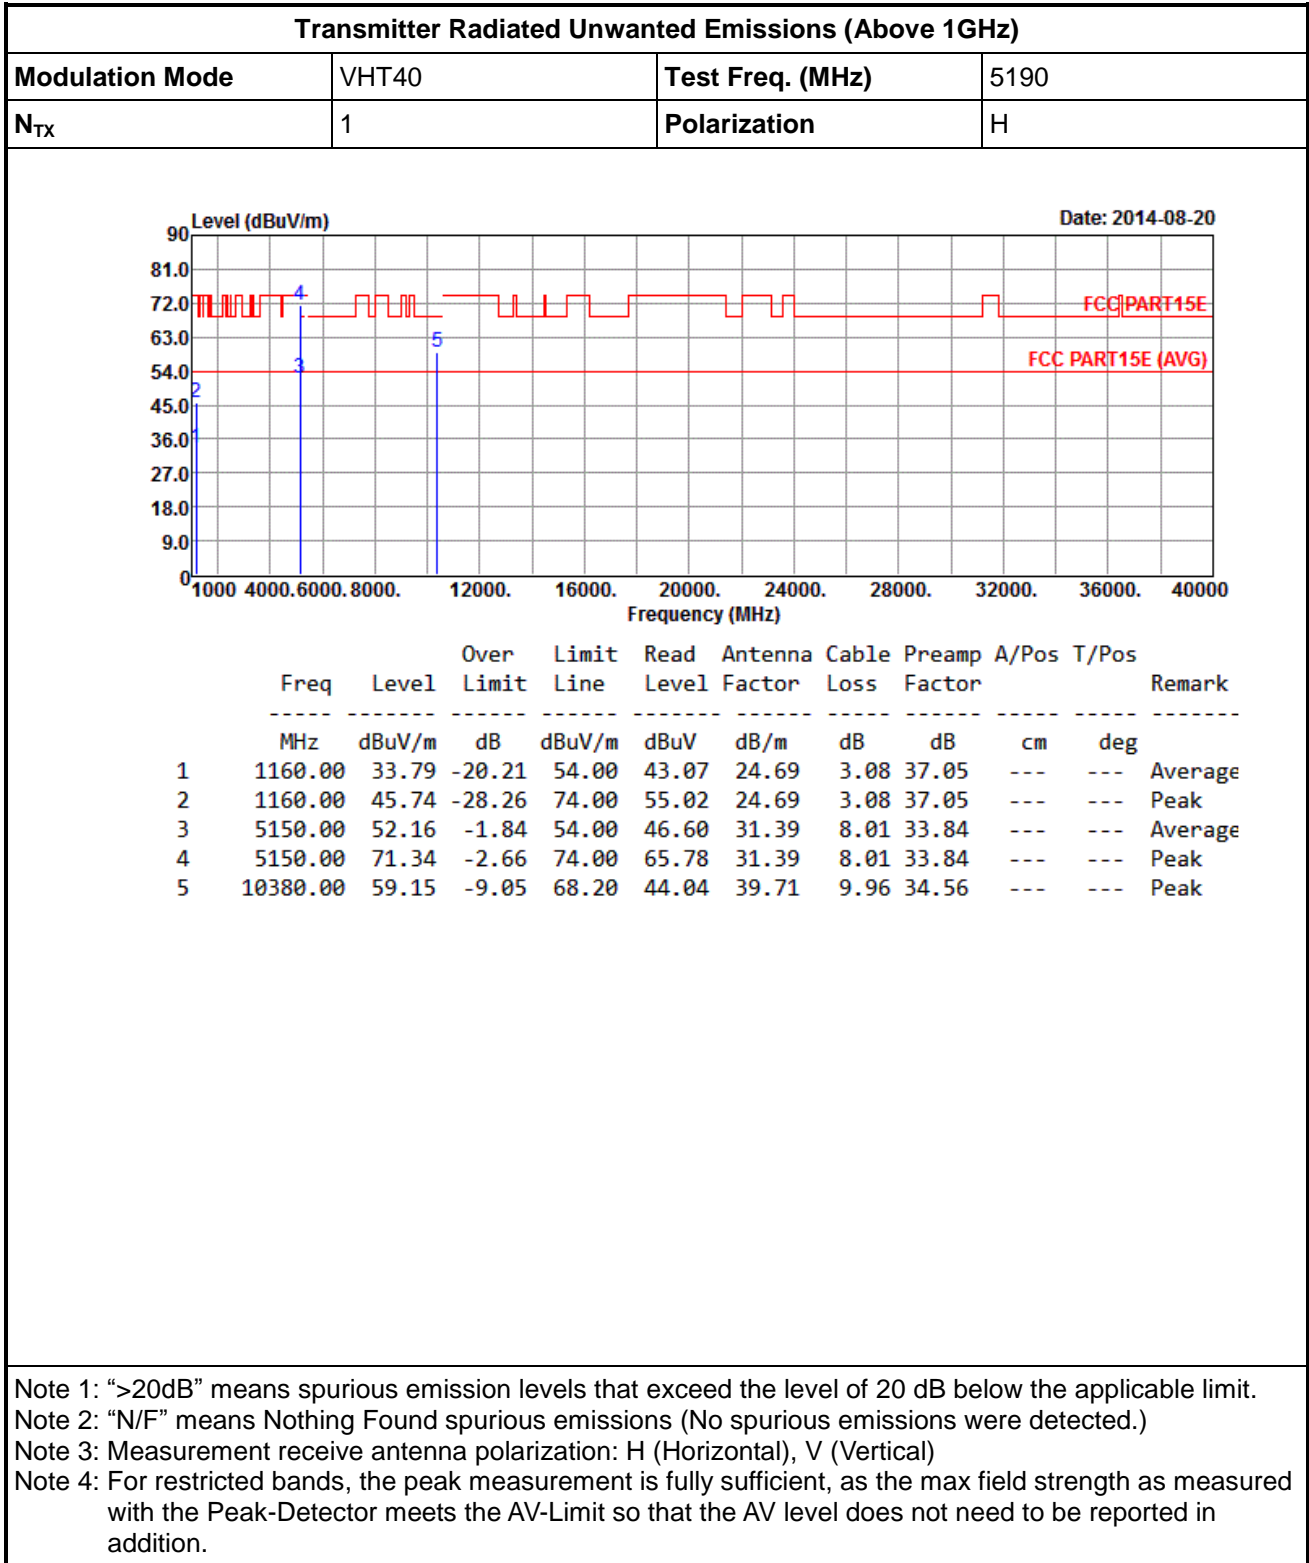 Transmitter Radiated Unwanted Emissions (Above 1GHz)
Modulation Mode VHT40 Test Freq. (MHz) 5190
NTX 1 Polarization H
Level (dBuV/m) Date: 2014-08-20
90
81.0
72.0
63.0
54.0
45.0
36.0
27.0
18.0
9.0
0
4
FCC PART15E
5
3
FCC PART15E (AVG)
2
1
1000 4000. 6000. 8000. 12000. 16000. 20000. 24000. 28000. 32000. 36000. 40000
Frequency (MHz)
Over Limit Read Antenna Cable Preamp A/Pos T/Pos
Freq Level Limit Line Level Factor Loss Factor Remark
----- ------- ------ ------ ------- ------ ----- ------ ----- ----- -------
MHz dBuV/m dB dBuV/m dBuV dB/m dB dB cm deg
1 1160.00 33.79 -20.21 54.00 43.07 24.69 3.08 37.05 --- --- Average
2 1160.00 45.74 -28.26 74.00 55.02 24.69 3.08 37.05 --- --- Peak
3 5150.00 52.16 -1.84 54.00 46.60 31.39 8.01 33.84 --- --- Average
4 5150.00 71.34 -2.66 74.00 65.78 31.39 8.01 33.84 --- --- Peak
5 10380.00 59.15 -9.05 68.20 44.04 39.71 9.96 34.56 --- --- Peak
Note 1: “>20dB” means spurious emission levels that exceed the level of 20 dB below the applicable limit.
Note 2: “N/F” means Nothing Found spurious emissions (No spurious emissions were detected.)
Note 3: Measurement receive antenna polarization: H (Horizontal), V (Vertical)
Note 4: For restricted bands, the peak measurement is fully sufficient, as the max field strength as measured
with the Peak-Detector meets the AV-Limit so that the AV level does not need to be reported in
addition.